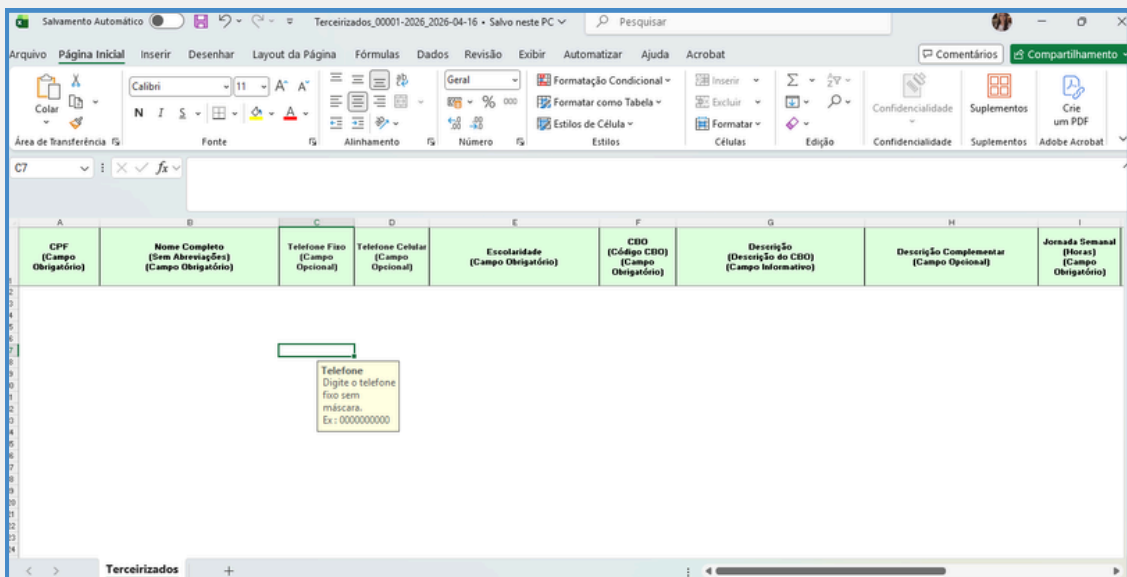 Salvamento Automático
Terceirizados_00001-2026_2026-04-16 • Salvo neste PC
Pesquisar
Arquivo Página Inicial Inserir Desenhar Layout da Página Fórmulas Dados Revisão Exibir Automatizar Ajuda Acrobat Comentários Compartilhamento
Colar
Calibri 11
N I S A A A
Geral
% 000
Formatação Condicional
Formatar como Tabela
Estilos de Célula
Inserir
Excluir
Formatar
Confidencialidade
Suplementos
Crie
um PDF
Área de Transferência Fonte Alinhamento Número Estilos Células Edição Confidencialidade Suplementos Adobe Acrobat
C7 fx
A B C D E F G H I
CPF
(Campo
Obrigatório)
Nome Completo
(Sem Abreviações)
(Campo Obrigatório)
Telefone Fixo
(Campo
Opcional)
Telefone Celular
(Campo
Opcional)
Escolaridade
(Campo Obrigatório)
CBO
(Código CBO)
(Campo
Obrigatório)
Descrição
(Descrição do CBO)
(Campo Informativo)
Descrição Complementar
(Campo Opcional)
Jornada Semanal
(Horas)
(Campo
Obrigatório)
Telefone
Digite o telefone
fixo sem
máscara.
Ex : 0000000000
Terceirizados